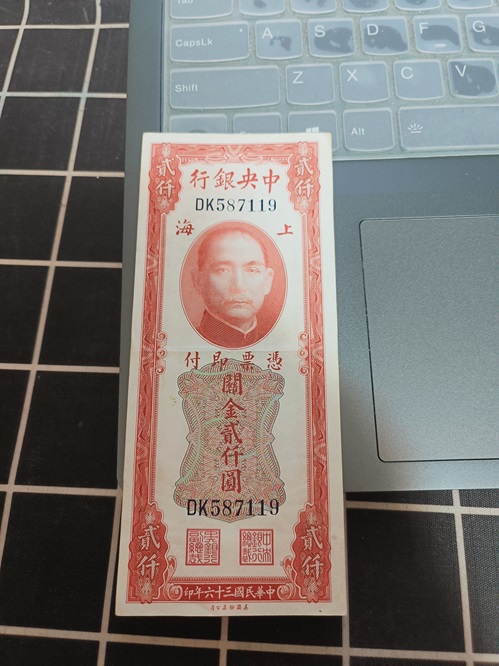 CapsLk A S D F
Shift Z X C V
Alt
貳仟
貳仟
中央銀行
DK587119
上海
憑票即付
關金貳仟圓
DK587119
貳仟
貳仟
中華民國三十六年印